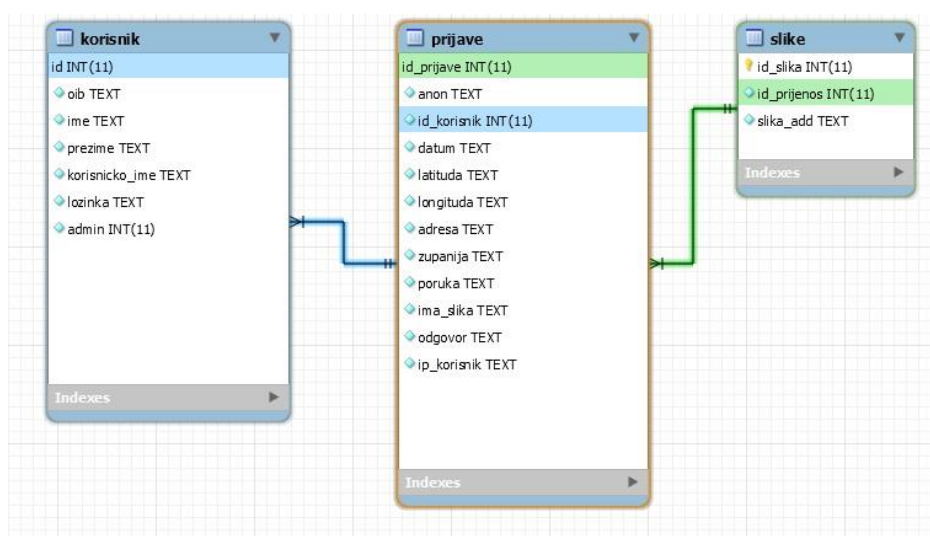 korisnik
id INT(11)
oib TEXT
ime TEXT
prezime TEXT
korisnicko_ime TEXT
lozinka TEXT
admin INT(11)
Indexes
prijave
id_prijave INT(11)
anon TEXT
id_korisnik INT(11)
datum TEXT
latituda TEXT
longituda TEXT
adresa TEXT
zupanija TEXT
poruka TEXT
ima_slika TEXT
odgovor TEXT
ip_korisnik TEXT
Indexes
slike
id_slika INT(11)
id_prijenos INT(11)
slika_add TEXT
Indexes